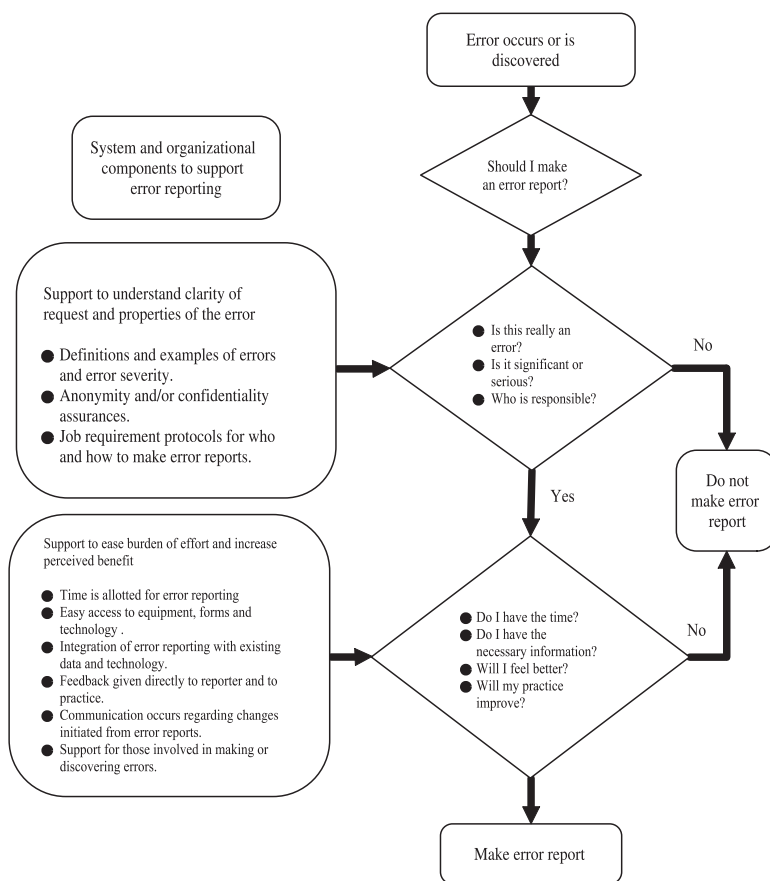 Error occurs or is
discovered
System and organizational
components to support
error reporting
Should I make
an error report?
Support to understand clarity of
request and properties of the error
● Definitions and examples of errors
and error severity.
● Anonymity and/or confidentiality
assurances.
● Job requirement protocols for who
and how to make error reports.
● Is this really an
error?
● Is it significant or
serious?
● Who is responsible?
No
Do not
make error
report
Yes
Support to ease burden of effort and increase
perceived benefit
● Time is allotted for error reporting
● Easy access to equipment, forms and
technology .
● Integration of error reporting with existing
data and technology.
● Feedback given directly to reporter and to
practice.
● Communication occurs regarding changes
initiated from error reports.
● Support for those involved in making or
discovering errors.
● Do I have the time?
● Do I have the
necessary information?
● Will I feel better?
● Will my practice
improve?
No
Make error report